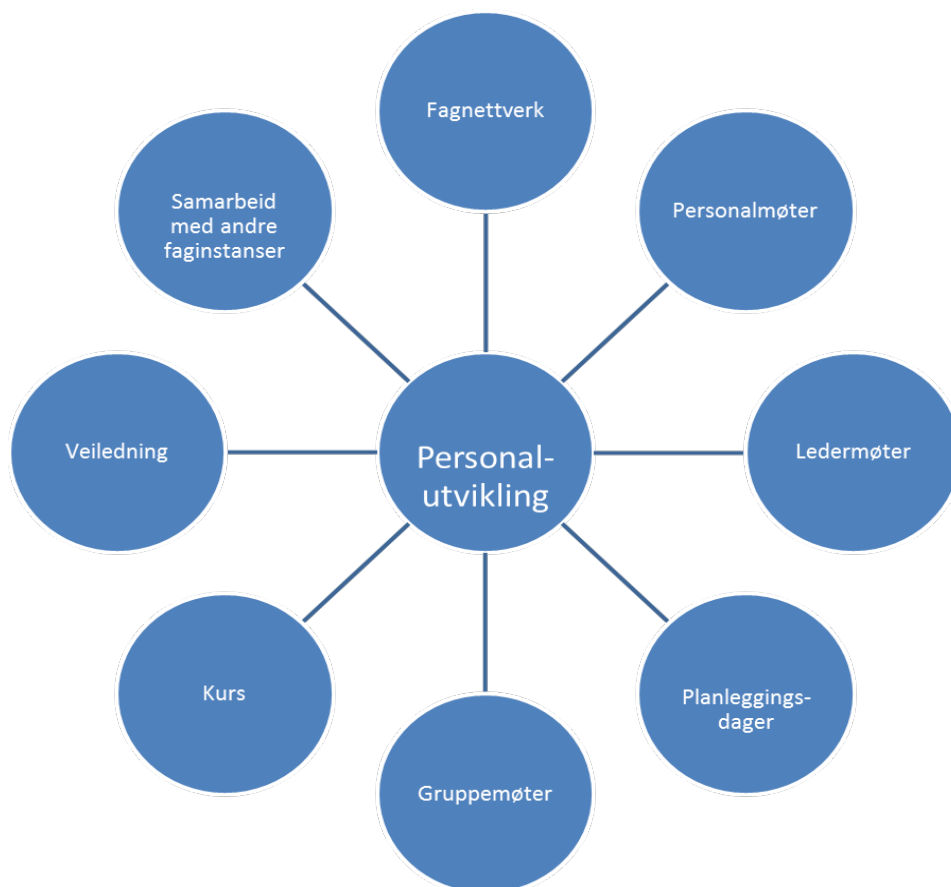 Fagnettverk
Personalmøter
Ledermøter
Planleggings-
dager
Gruppemøter
Kurs
Veiledning
Samarbeid
med andre
faginstanser
Personal-
utvikling